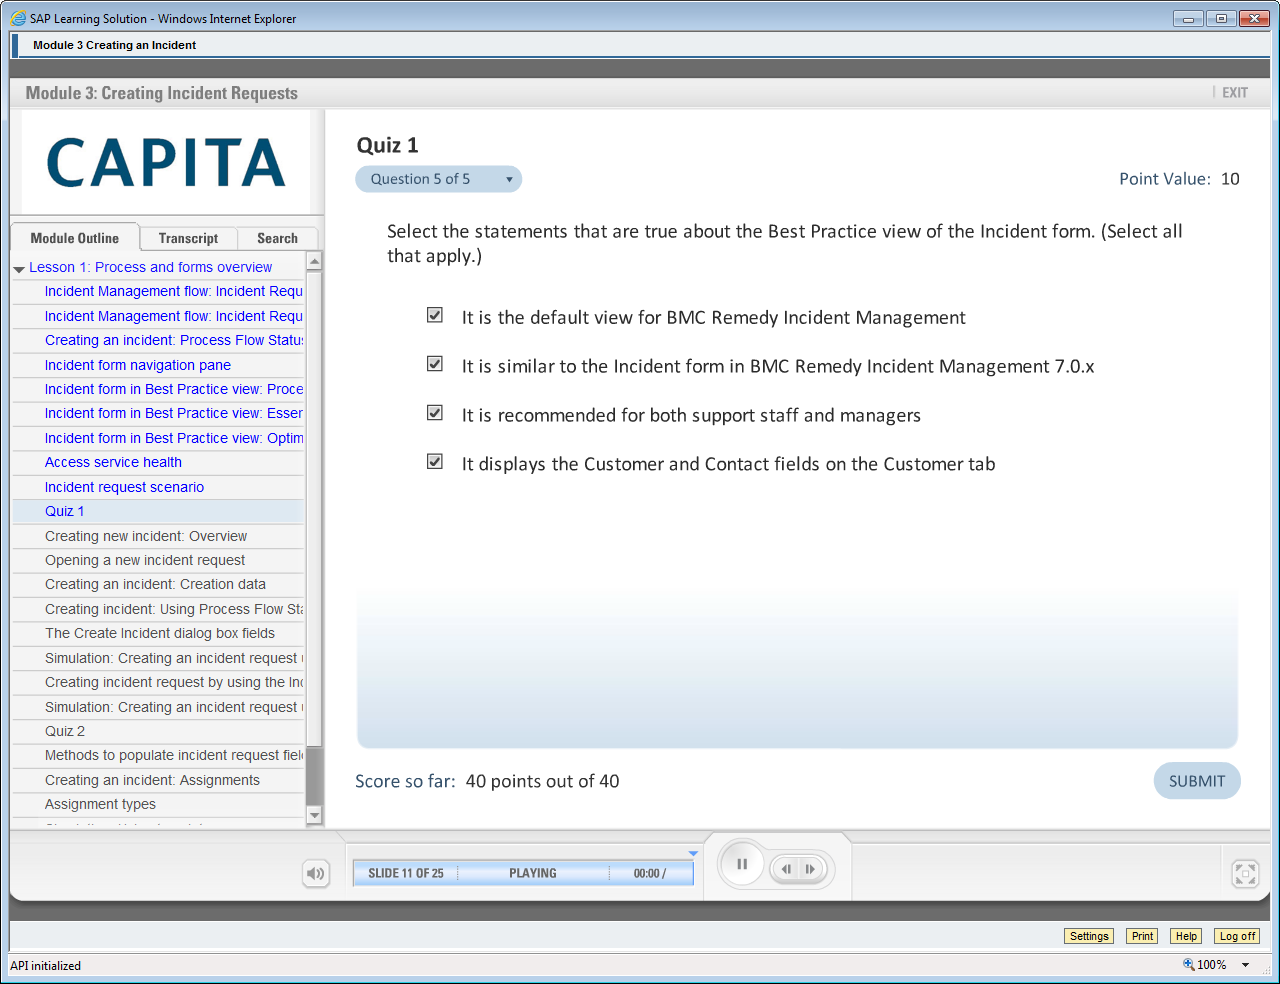 SAP Learning Solution - Windows Internet Explorer
Module 3 Creating an Incident
Module 3: Creating Incident Requests
EXIT
CAPITA
Module Outline
Transcript
Search
Lesson 1: Process and forms overview
Incident Management flow: Incident Requ
Incident Management flow: Incident Requ
Creating an incident: Process Flow Status
Incident form navigation pane
Incident form in Best Practice view: Proce
Incident form in Best Practice view: Essen
Incident form in Best Practice view: Optim
Access service health
Incident request scenario
Quiz 1
Creating new incident: Overview
Opening a new incident request
Creating an incident: Creation data
Creating incident: Using Process Flow Sta
The Create Incident dialog box fields
Simulation: Creating an incident request
Creating incident request by using the Inc
Simulation: Creating an incident request
Quiz 2
Methods to populate incident request field
Creating an incident: Assignments
Assignment types
Quiz 1
Question 5 of 5
Point Value: 10
Select the statements that are true about the Best Practice view of the Incident form. (Select all
that apply.)
It is the default view for BMC Remedy Incident Management
It is similar to the Incident form in BMC Remedy Incident Management 7.0.x
It is recommended for both support staff and managers
It displays the Customer and Contact fields on the Customer tab
Score so far: 40 points out of 40
SUBMIT
SLIDE 11 OF 25
PLAYING
00:00 /
Settings
Print
Help
Log off
API initialized
100%